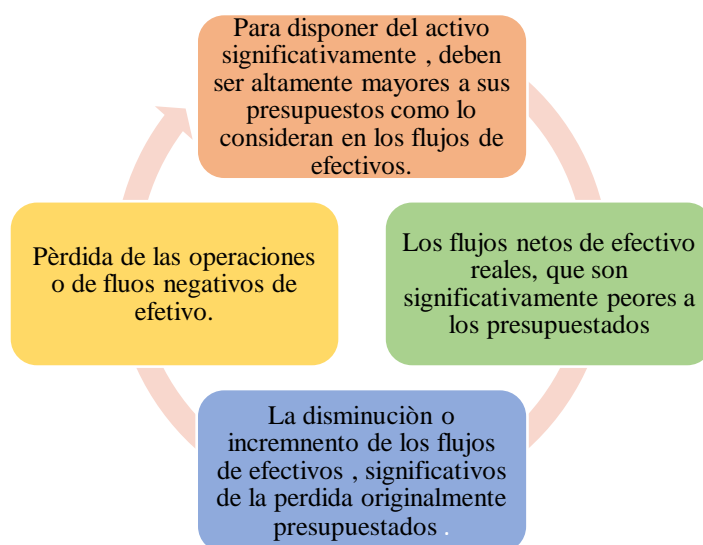 Para disponer del activo
significativamente , deben
ser altamente mayores a sus
presupuestos como lo
consideran en los flujos de
efectivos.
Los flujos netos de efectivo
reales, que son
significativamente peores a
los presupuestados
La disminuciòn o
incremnento de los flujos
de efectivos , significativos
de la perdida originalmente
presupuestados .
Pèrdida de las operaciones
o de fluos negativos de
efetivo.